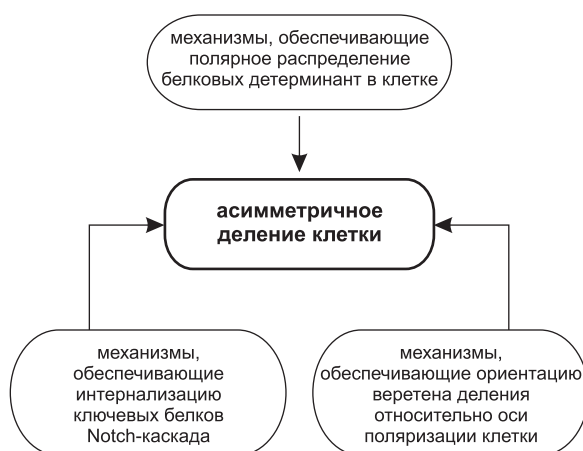 механизмы, обеспечивающие
полярное распределение
белковых детерминант в клетке
асимметричное
деление клетки
механизмы,
обеспечивающие
интернализацию
ключевых белков
Notch-каскада
механизмы,
обеспечивающие ориентацию
веретена деления
относительно оси
поляризации клетки